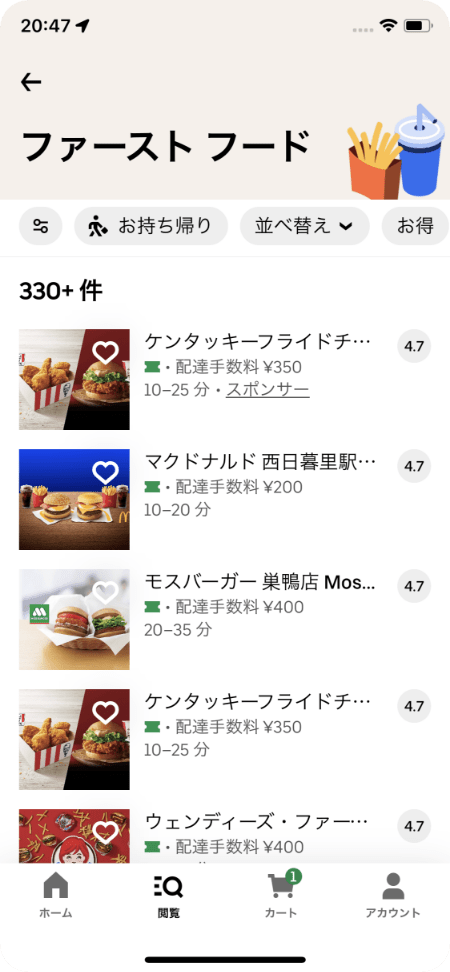 20:47
ファースト フード
お持ち帰り
並べ替え
お得
330+ 件
ケンタッキーフライドチ…
4.7
・配達手数料 ¥350
10–25 分・スポンサー
マクドナルド 西日暮里駅…
4.7
・配達手数料 ¥200
10–20 分
モスバーガー 巣鴨店 Mos...
4.7
・配達手数料 ¥400
20–35 分
ケンタッキーフライドチ…
4.7
・配達手数料 ¥350
10–25 分
ウェンディーズ・ファー…
4.7
・配達手数料 ¥400
1
ホーム
閲覧
カート
アカウント